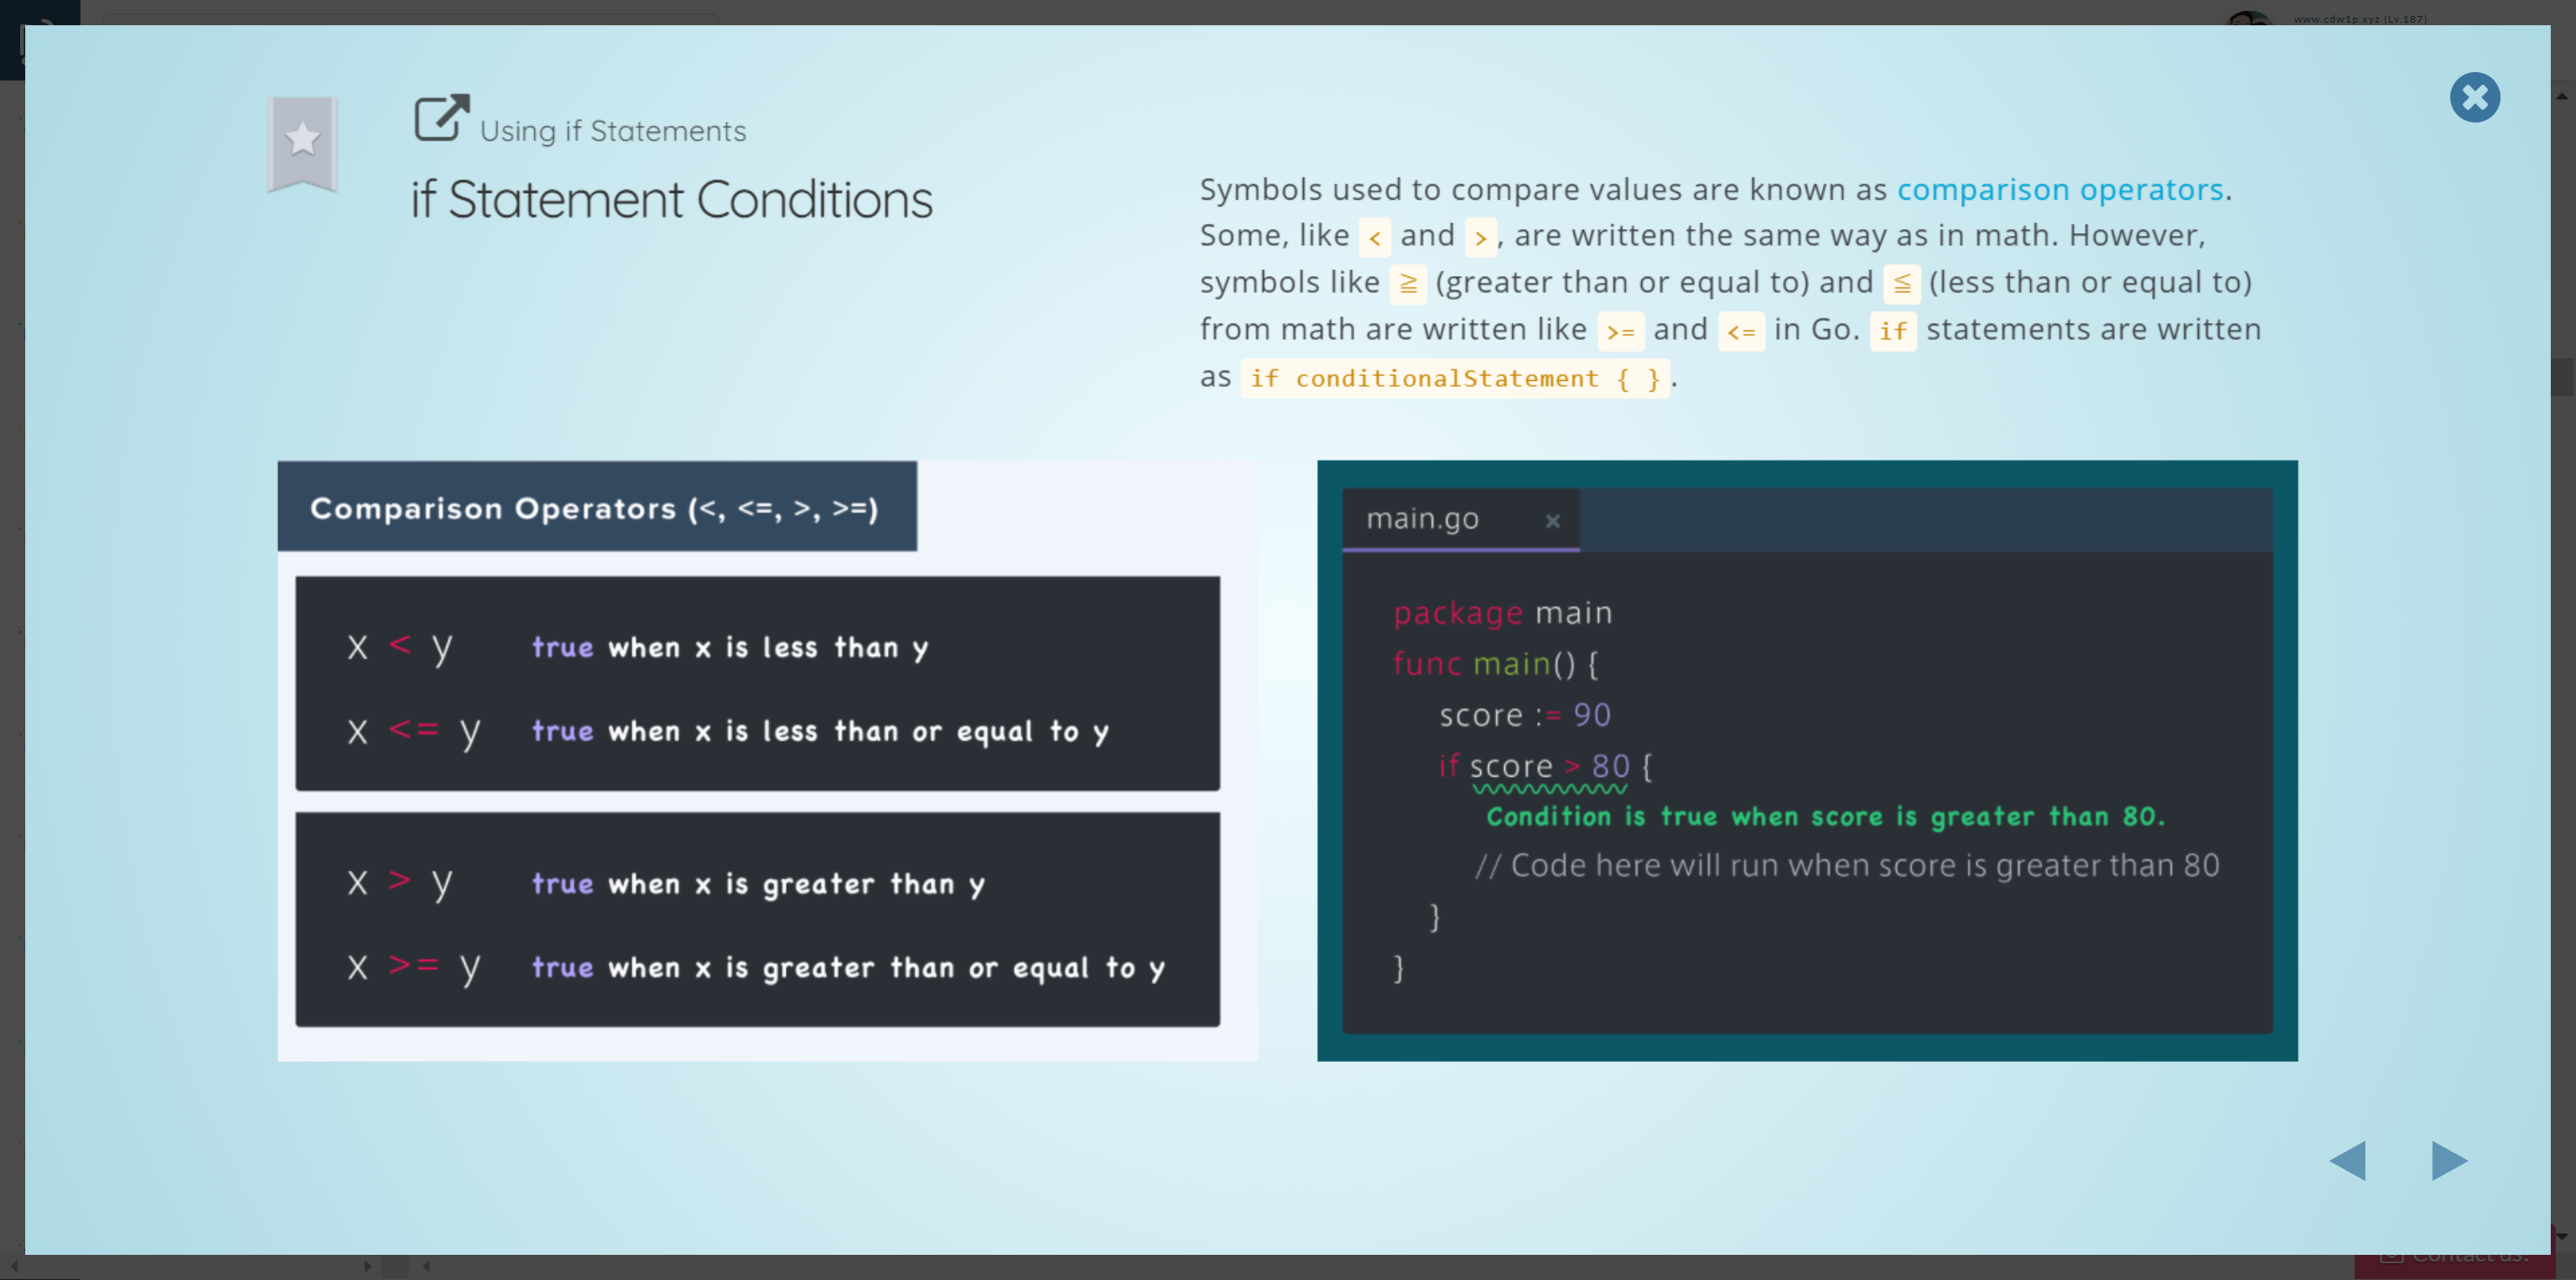 www.cdw1p.xyz (Lv.187)
Using if Statements
if Statement Conditions
Symbols used to compare values are known as comparison operators.
Some, like < and >, are written the same way as in math. However,
symbols like ≧ (greater than or equal to) and ≦ (less than or equal to)
from math are written like >= and <= in Go. if statements are written
as if conditionalStatement { }.
Comparison Operators (<, <=, >, >=)
x < y true when x is less than y
x <= y true when x is less than or equal to y
x > y true when x is greater than y
x >= y true when x is greater than or equal to y
main.go ×
package main
func main() {
score := 90
if score > 80 {
Condition is true when score is greater than 80.
// Code here will run when score is greater than 80
}
}
Contact us!